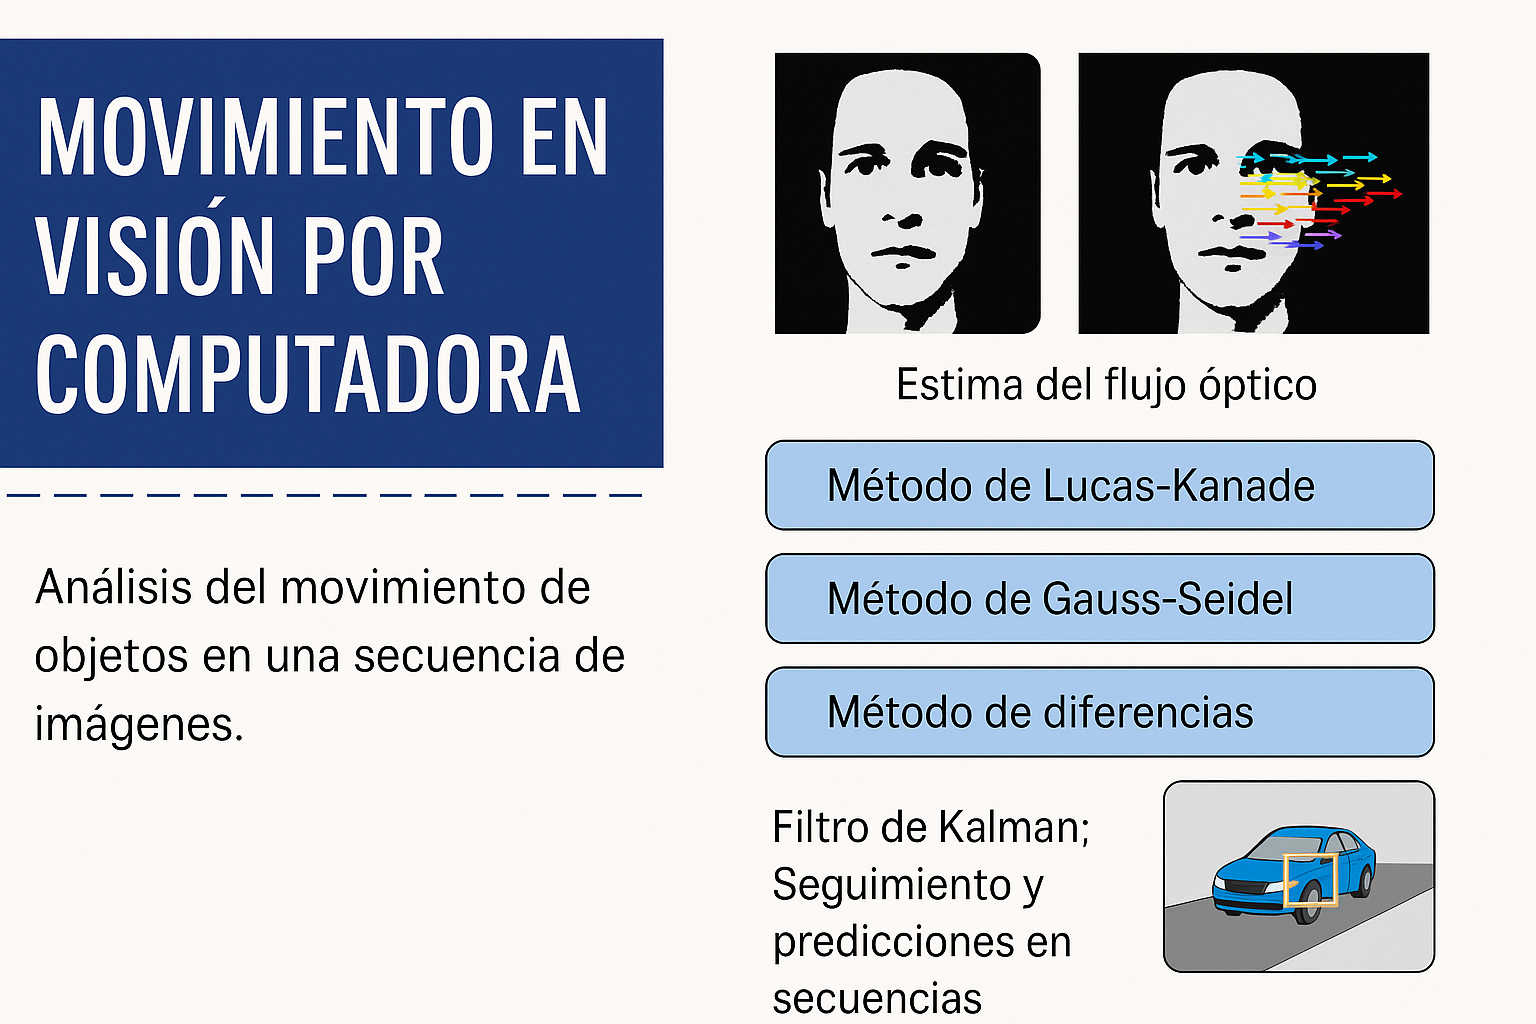 MOVIMIENTO EN
VISIÓN POR
COMPUTADORA
Análisis del movimiento de
objetos en una secuencia de
imágenes.
Estima del flujo óptico
Método de Lucas-Kanade
Método de Gauss-Seidel
Método de diferencias
Filtro de Kalman;
Seguimiento y
predicciones en
secuencias